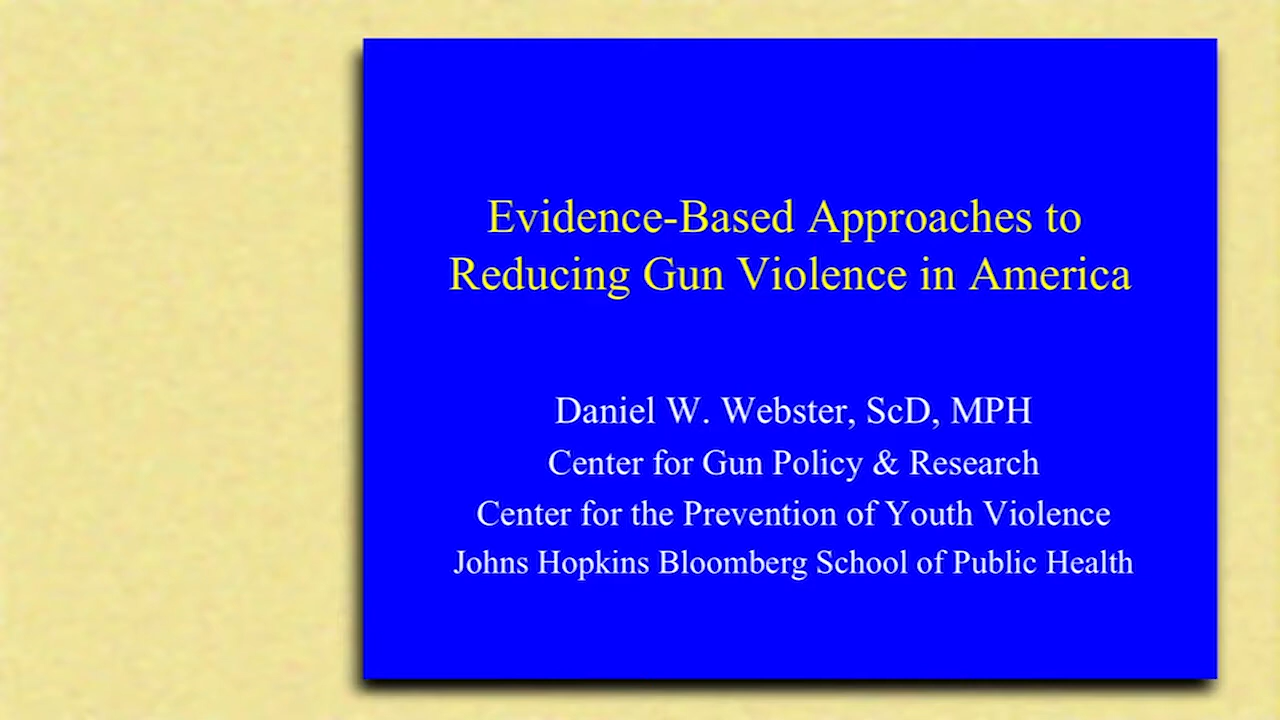 Evidence-Based Approaches to
Reducing Gun Violence in America
Daniel W. Webster, ScD, MPH
Center for Gun Policy & Research
Center for the Prevention of Youth Violence
Johns Hopkins Bloomberg School of Public Health